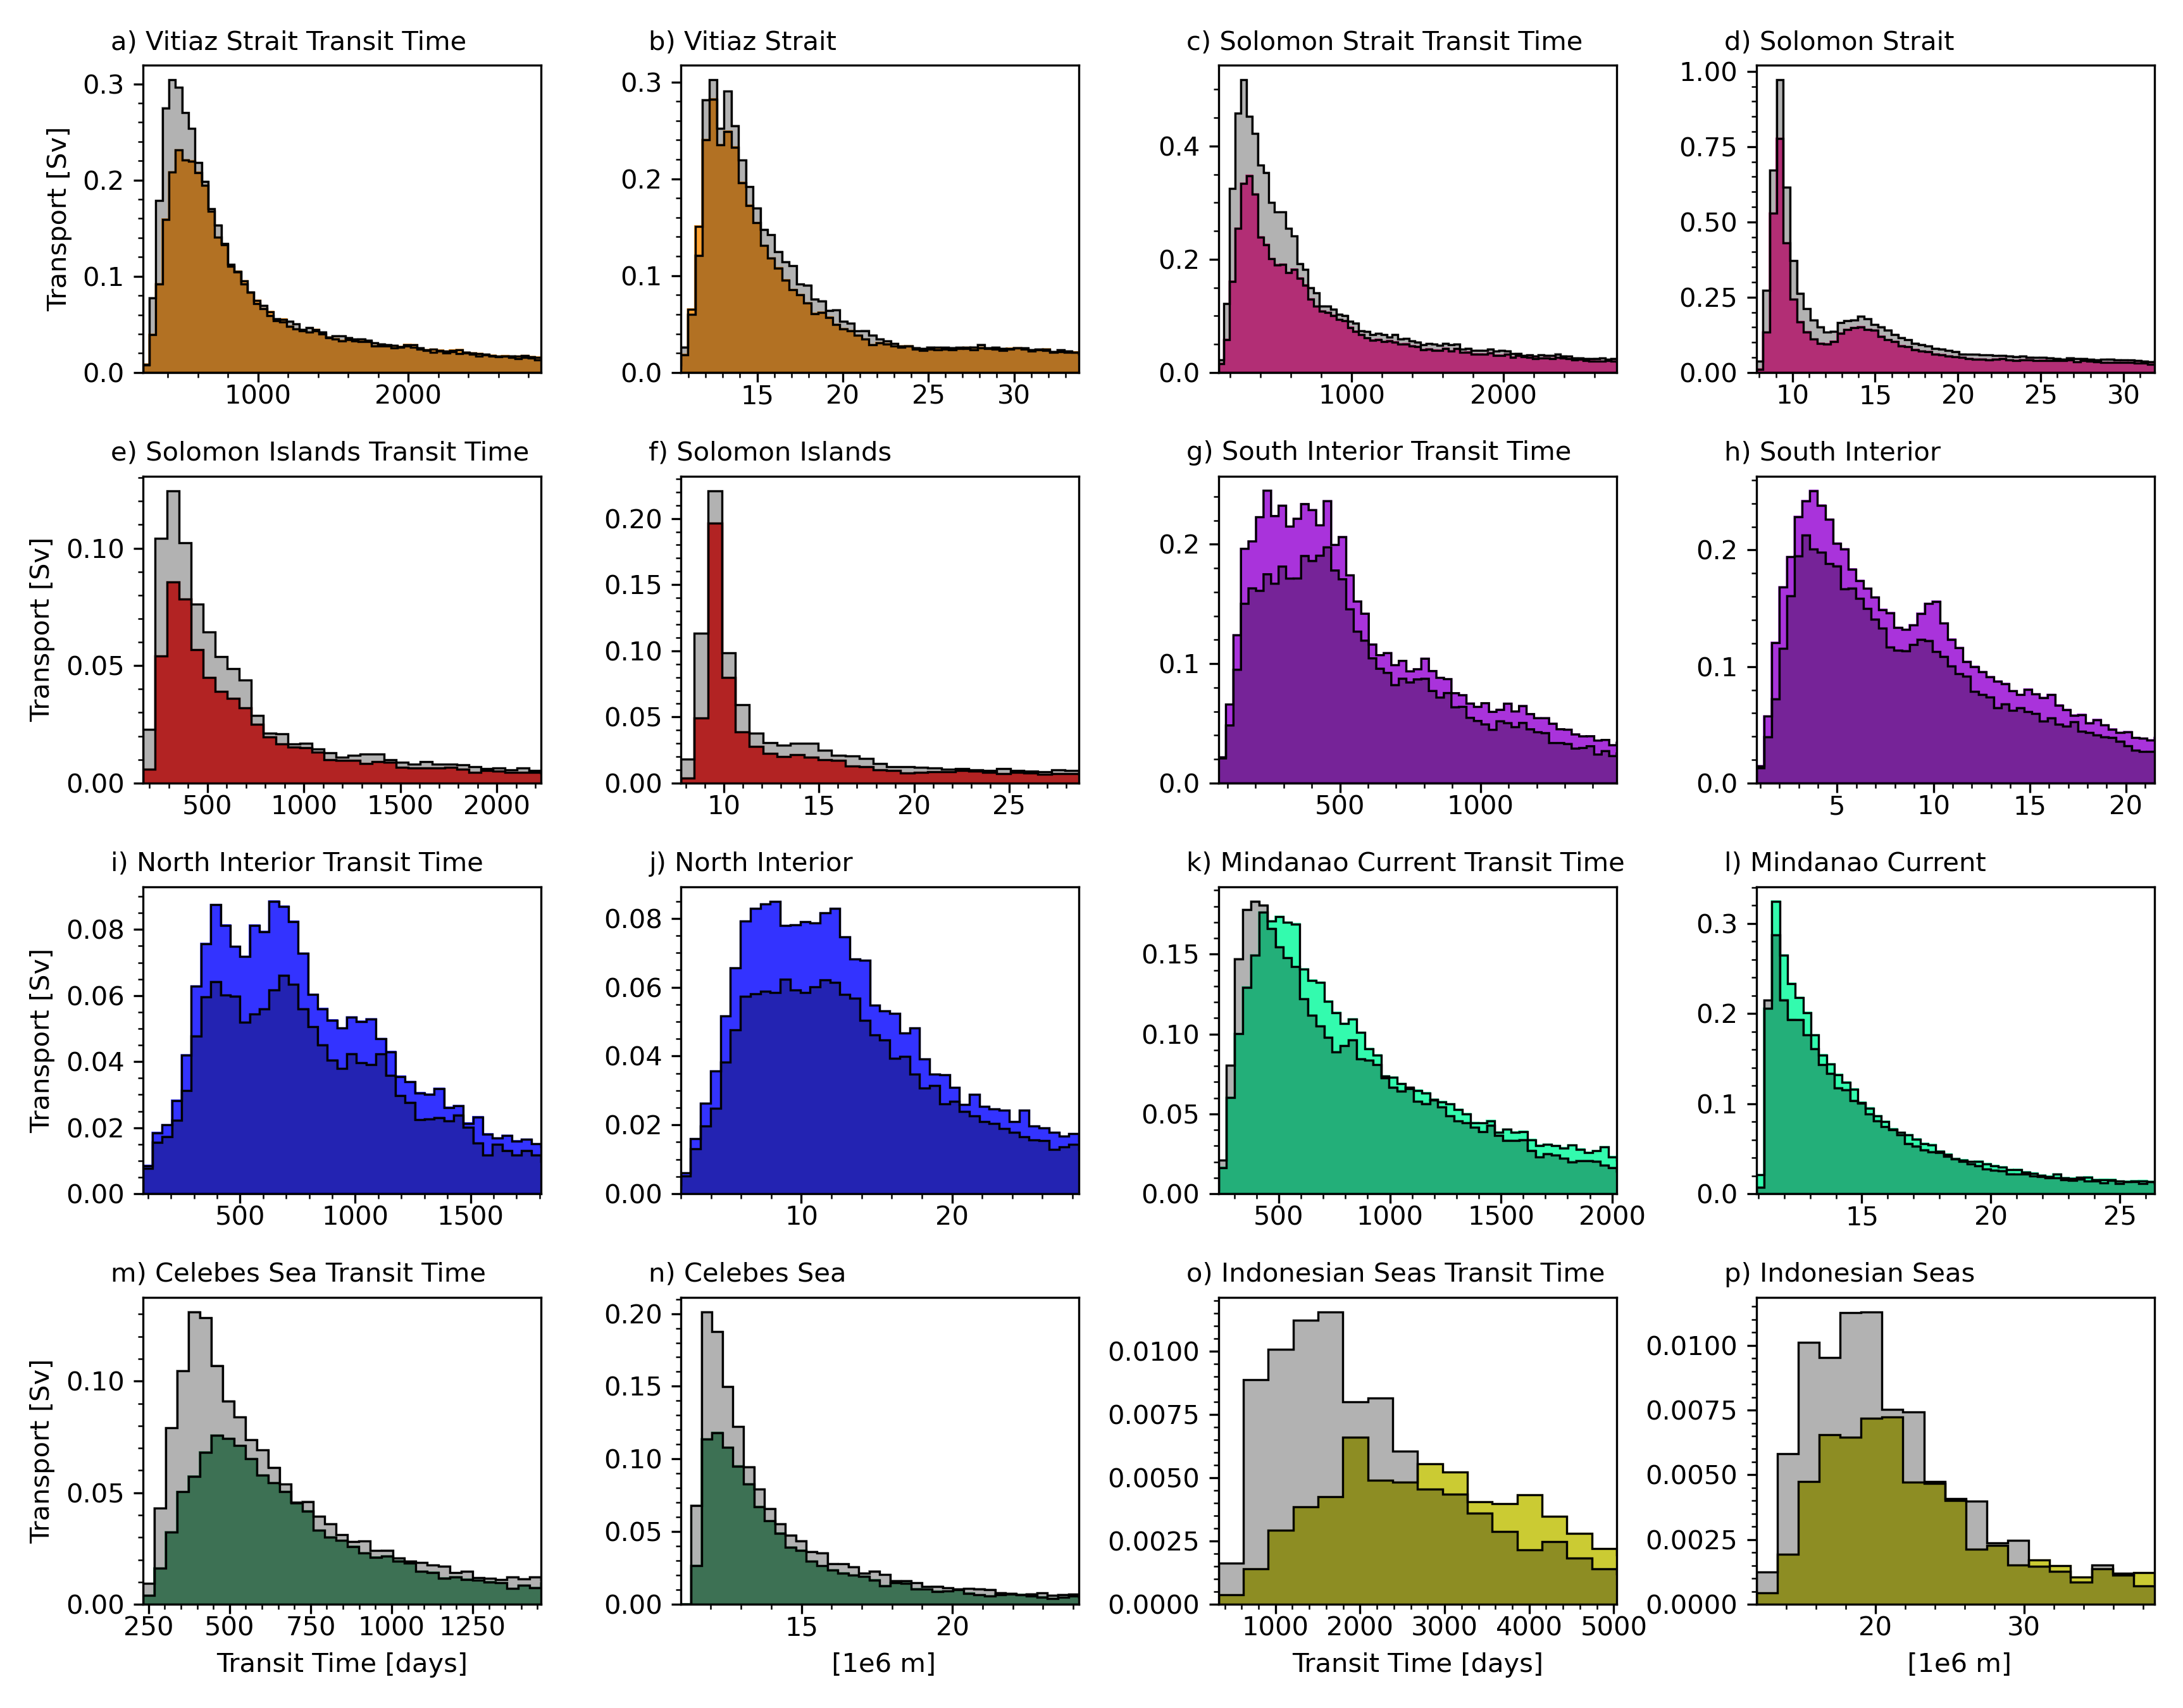 a) Vitiaz Strait Transit Time
b) Vitiaz Strait
c) Solomon Strait Transit Time
d) Solomon Strait
Transport [Sv]
0.3
0.2
0.1
0.0
1000 2000
0.3
0.2
0.1
0.0
15 20 25 30
0.4
0.2
0.0
1000 2000
1.00
0.75
0.50
0.25
0.00
10 15 20 25 30
e) Solomon Islands Transit Time
f) Solomon Islands
g) South Interior Transit Time
h) South Interior
Transport [Sv]
0.10
0.05
0.00
500 1000 1500 2000
0.20
0.15
0.10
0.05
0.00
10 15 20 25
0.2
0.1
0.0
500 1000
0.2
0.1
0.0
5 10 15 20
i) North Interior Transit Time
j) North Interior
k) Mindanao Current Transit Time
l) Mindanao Current
Transport [Sv]
0.08
0.06
0.04
0.02
0.00
500 1000 1500
0.08
0.06
0.04
0.02
0.00
10 20
0.15
0.10
0.05
0.00
500 1000 1500 2000
0.3
0.2
0.1
0.0
15 20 25
m) Celebes Sea Transit Time
n) Celebes Sea
o) Indonesian Seas Transit Time
p) Indonesian Seas
Transport [Sv]
0.10
0.05
0.00
250 500 750 1000 1250
Transit Time [days]
0.20
0.15
0.10
0.05
0.00
15 20
[1e6 m]
0.0100
0.0075
0.0050
0.0025
0.0000
1000 2000 3000 4000 5000
Transit Time [days]
0.0100
0.0075
0.0050
0.0025
0.0000
20 30
[1e6 m]